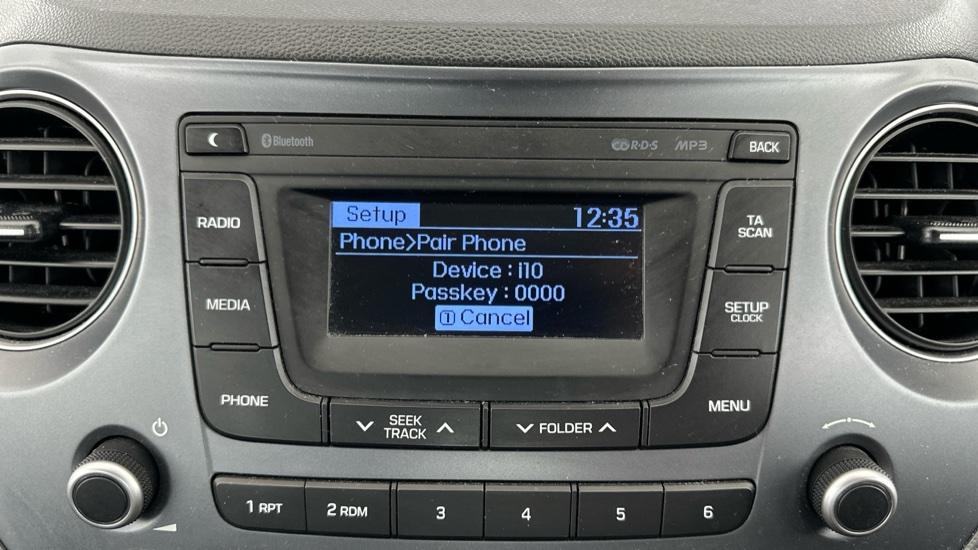 Bluetooth
RDS MP3
BACK
RADIO
Setup 12:35
TA SCAN
Phone>Pair Phone
Device : i10
MEDIA
Passkey : 0000
SETUP
CLOCK
1 Cancel
PHONE
SEEK
TRACK
FOLDER
MENU
1 RPT
2 RDM
3
4
5
6